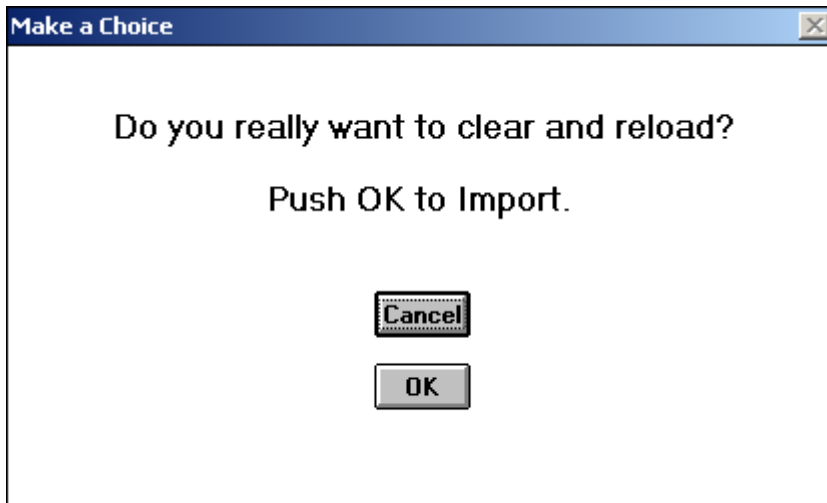 Make a Choice
Do you really want to clear and reload?
Push OK to Import.
Cancel
OK